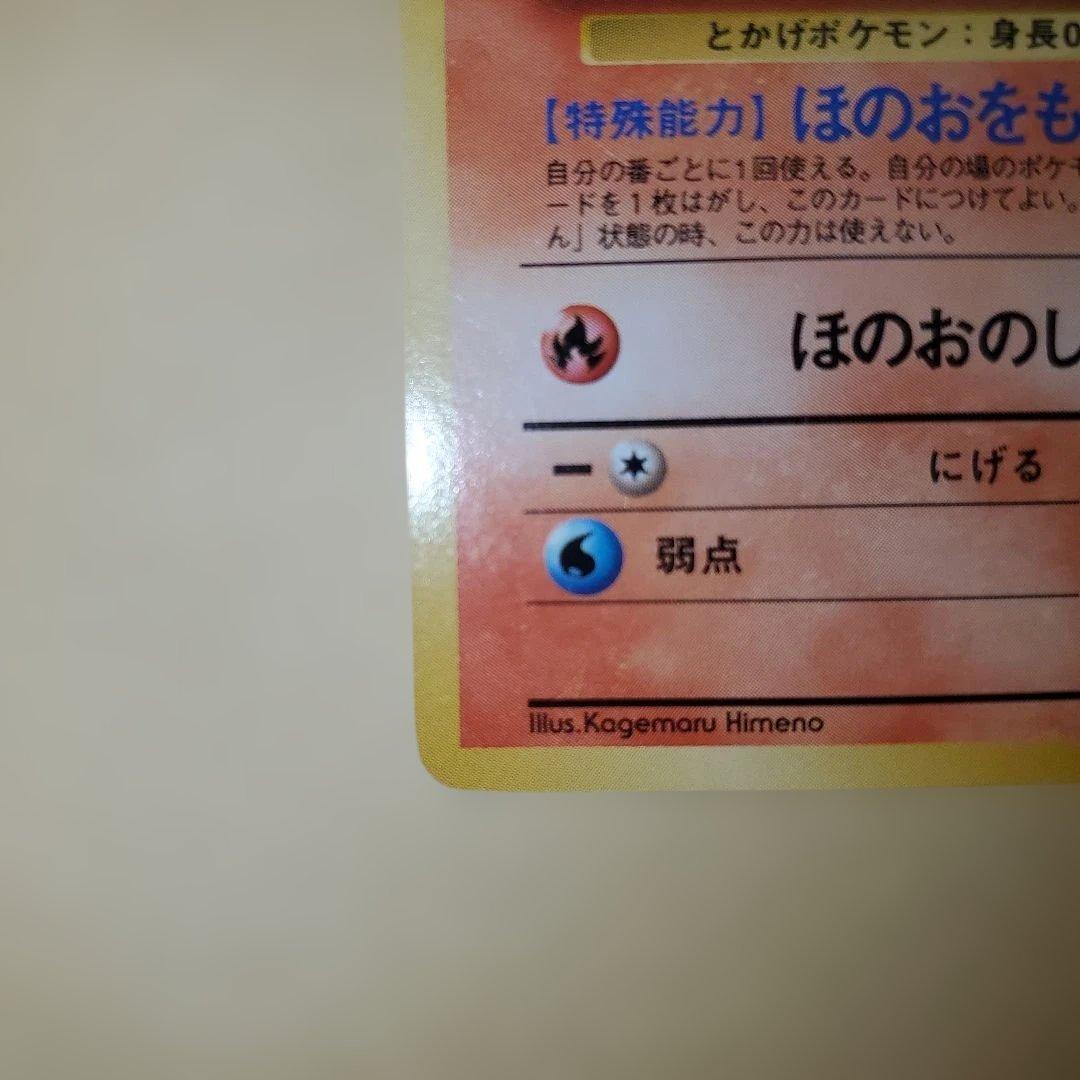 とかげポケモン：身長0
【特殊能力】 ほのおをも
自分の番ごとに1回使える。自分の場のポケモ
ードを1枚はがし、このカードにつけてよい。
ん」状態の時、この力は使えない。
ほのおのし
ー にげる
弱点
Illus.Kagemaru Himeno